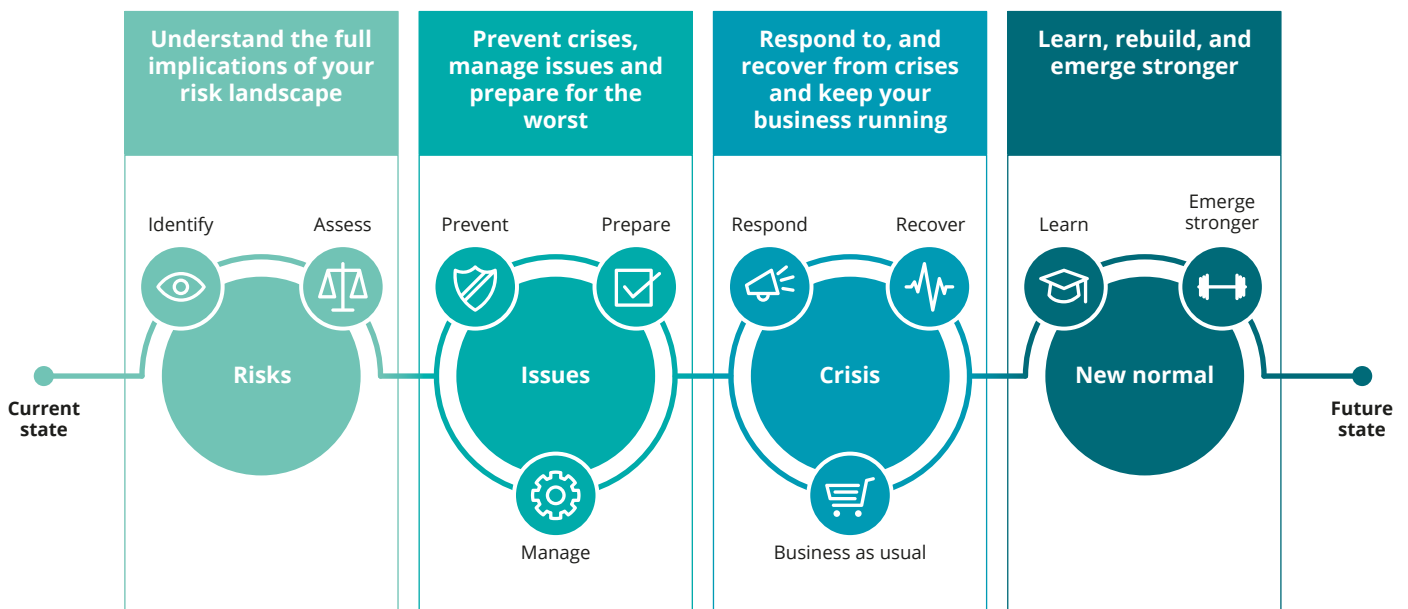 Understand the full
implications of your
risk landscape
Prevent crises,
manage issues and
prepare for the
worst
Respond to, and
recover from crises
and keep your
business running
Learn, rebuild, and
emerge stronger
Identify
Assess
Prevent
Prepare
Respond
Recover
Learn
Emerge
stronger
Risks
Issues
Crisis
New normal
Current
state
Future
state
Manage
Business as usual